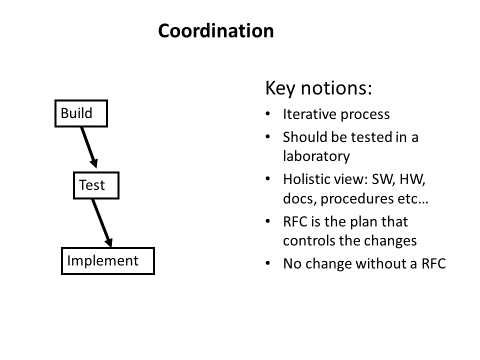 Coordination
Build
Test
Implement
Key notions:
• Iterative process
• Should be tested in a
laboratory
• Holistic view: SW, HW,
docs, procedures etc...
• RFC is the plan that
controls the changes
• No change without a RFC